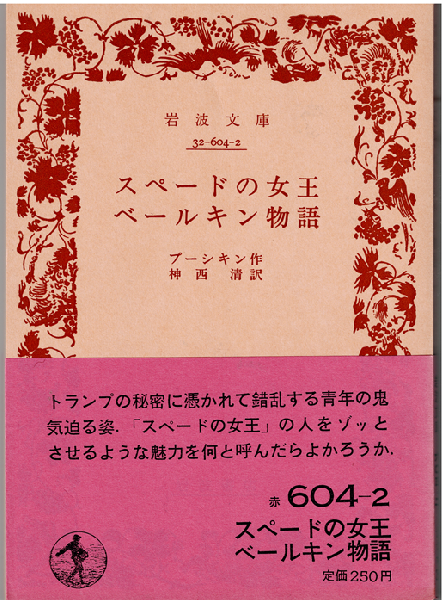 岩波文庫
32-604-2
スペードの女王
ベールキン物語
プーシキン作
神西 清訳
トランプの秘密に憑かれて錯乱する青年の鬼
気迫る姿．「スペードの女王」の人をゾッと
させるような魅力を何と呼んだらよかろうか．
赤 604-2
スペードの女王
ベールキン物語
定価250円